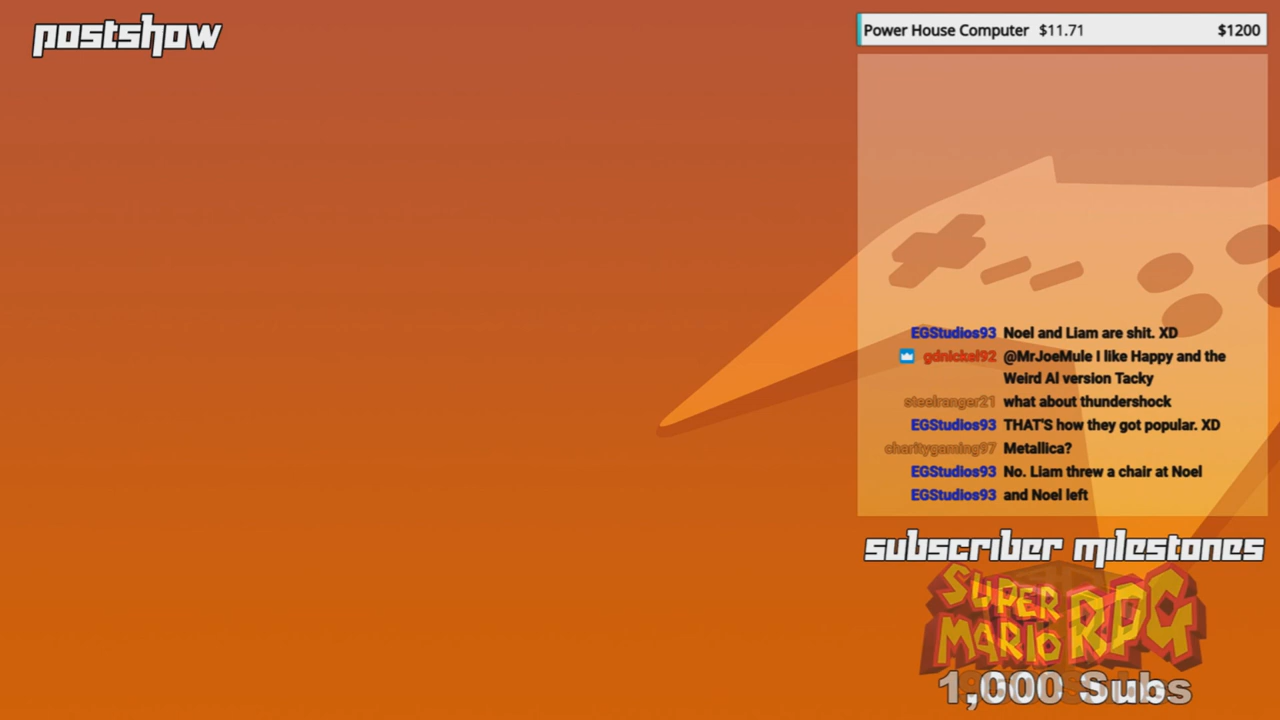 postshow
Power House Computer $11.71 $1200
EGStudios93 Noel and Liam are shit. XD
gdnickel92 @MrJoeMule I like Happy and the
Weird Al version Tacky
steelranger21 what about thundershock
EGStudios93 THAT'S how they got popular. XD
charitygaming97 Metallica?
EGStudios93 No. Liam threw a chair at Noel
EGStudios93 and Noel left
subscriber milestones
SUPER
MARIO RPG
1,000 Subs